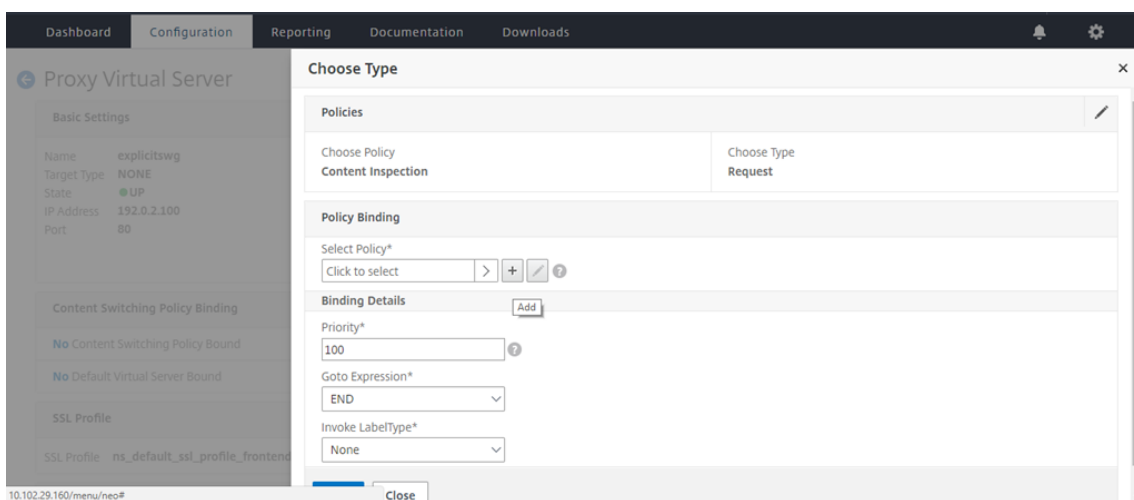 Dashboard Configuration Reporting Documentation Downloads
Proxy Virtual Server
Basic Settings
Name explicitswg
Target Type NONE
State UP
IP Address 192.0.2.100
Port 80
Content Switching Policy Binding
No Content Switching Policy Bound
No Default Virtual Server Bound
SSL Profile
SSL Profile ns_default_ssl_profile_frontend
Choose Type ×
Policies
Choose Policy Choose Type
Content Inspection Request
Policy Binding
Select Policy*
Click to select > + ?
Add
Binding Details
Priority*
100 ?
Goto Expression*
END
Invoke LabelType*
None
Close
10.102.29.160/menu/neo#